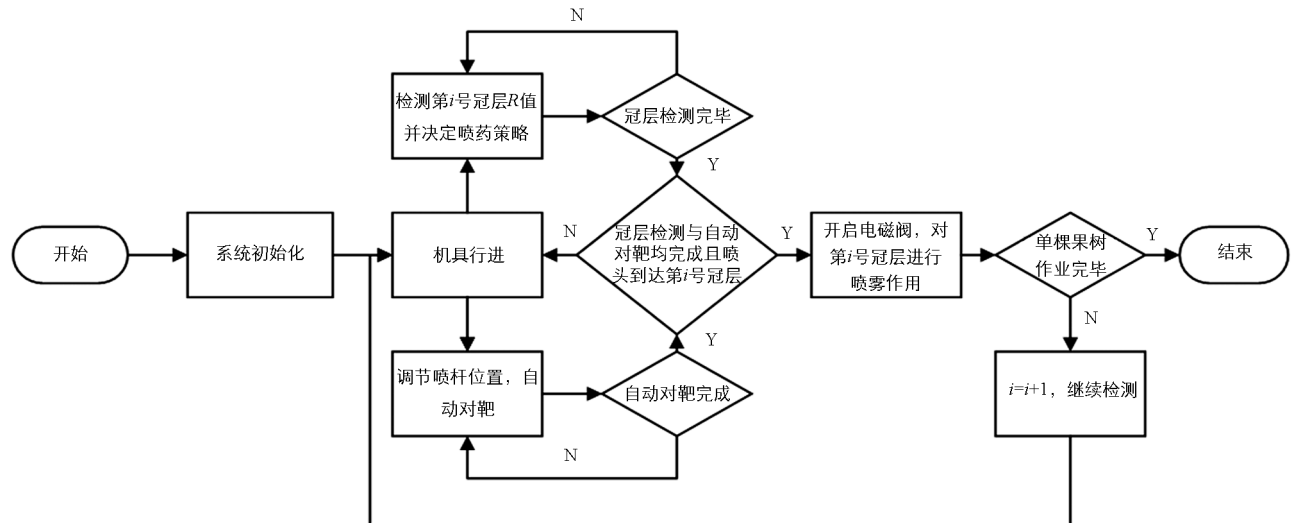 N
检测第i号冠层R值
并决定喷药策略
冠层检测完毕
Y
开始
系统初始化
机具行进
N
冠层检测与自动
对靶均完成且喷
头到达第i号冠层
Y
开启电磁阀，对
第i号冠层进行
喷雾作用
单棵果树
作业完毕
Y
结束
N
Y
调节喷杆位置，自
动对靶
自动对靶完成
i=i+1，继续检测
N